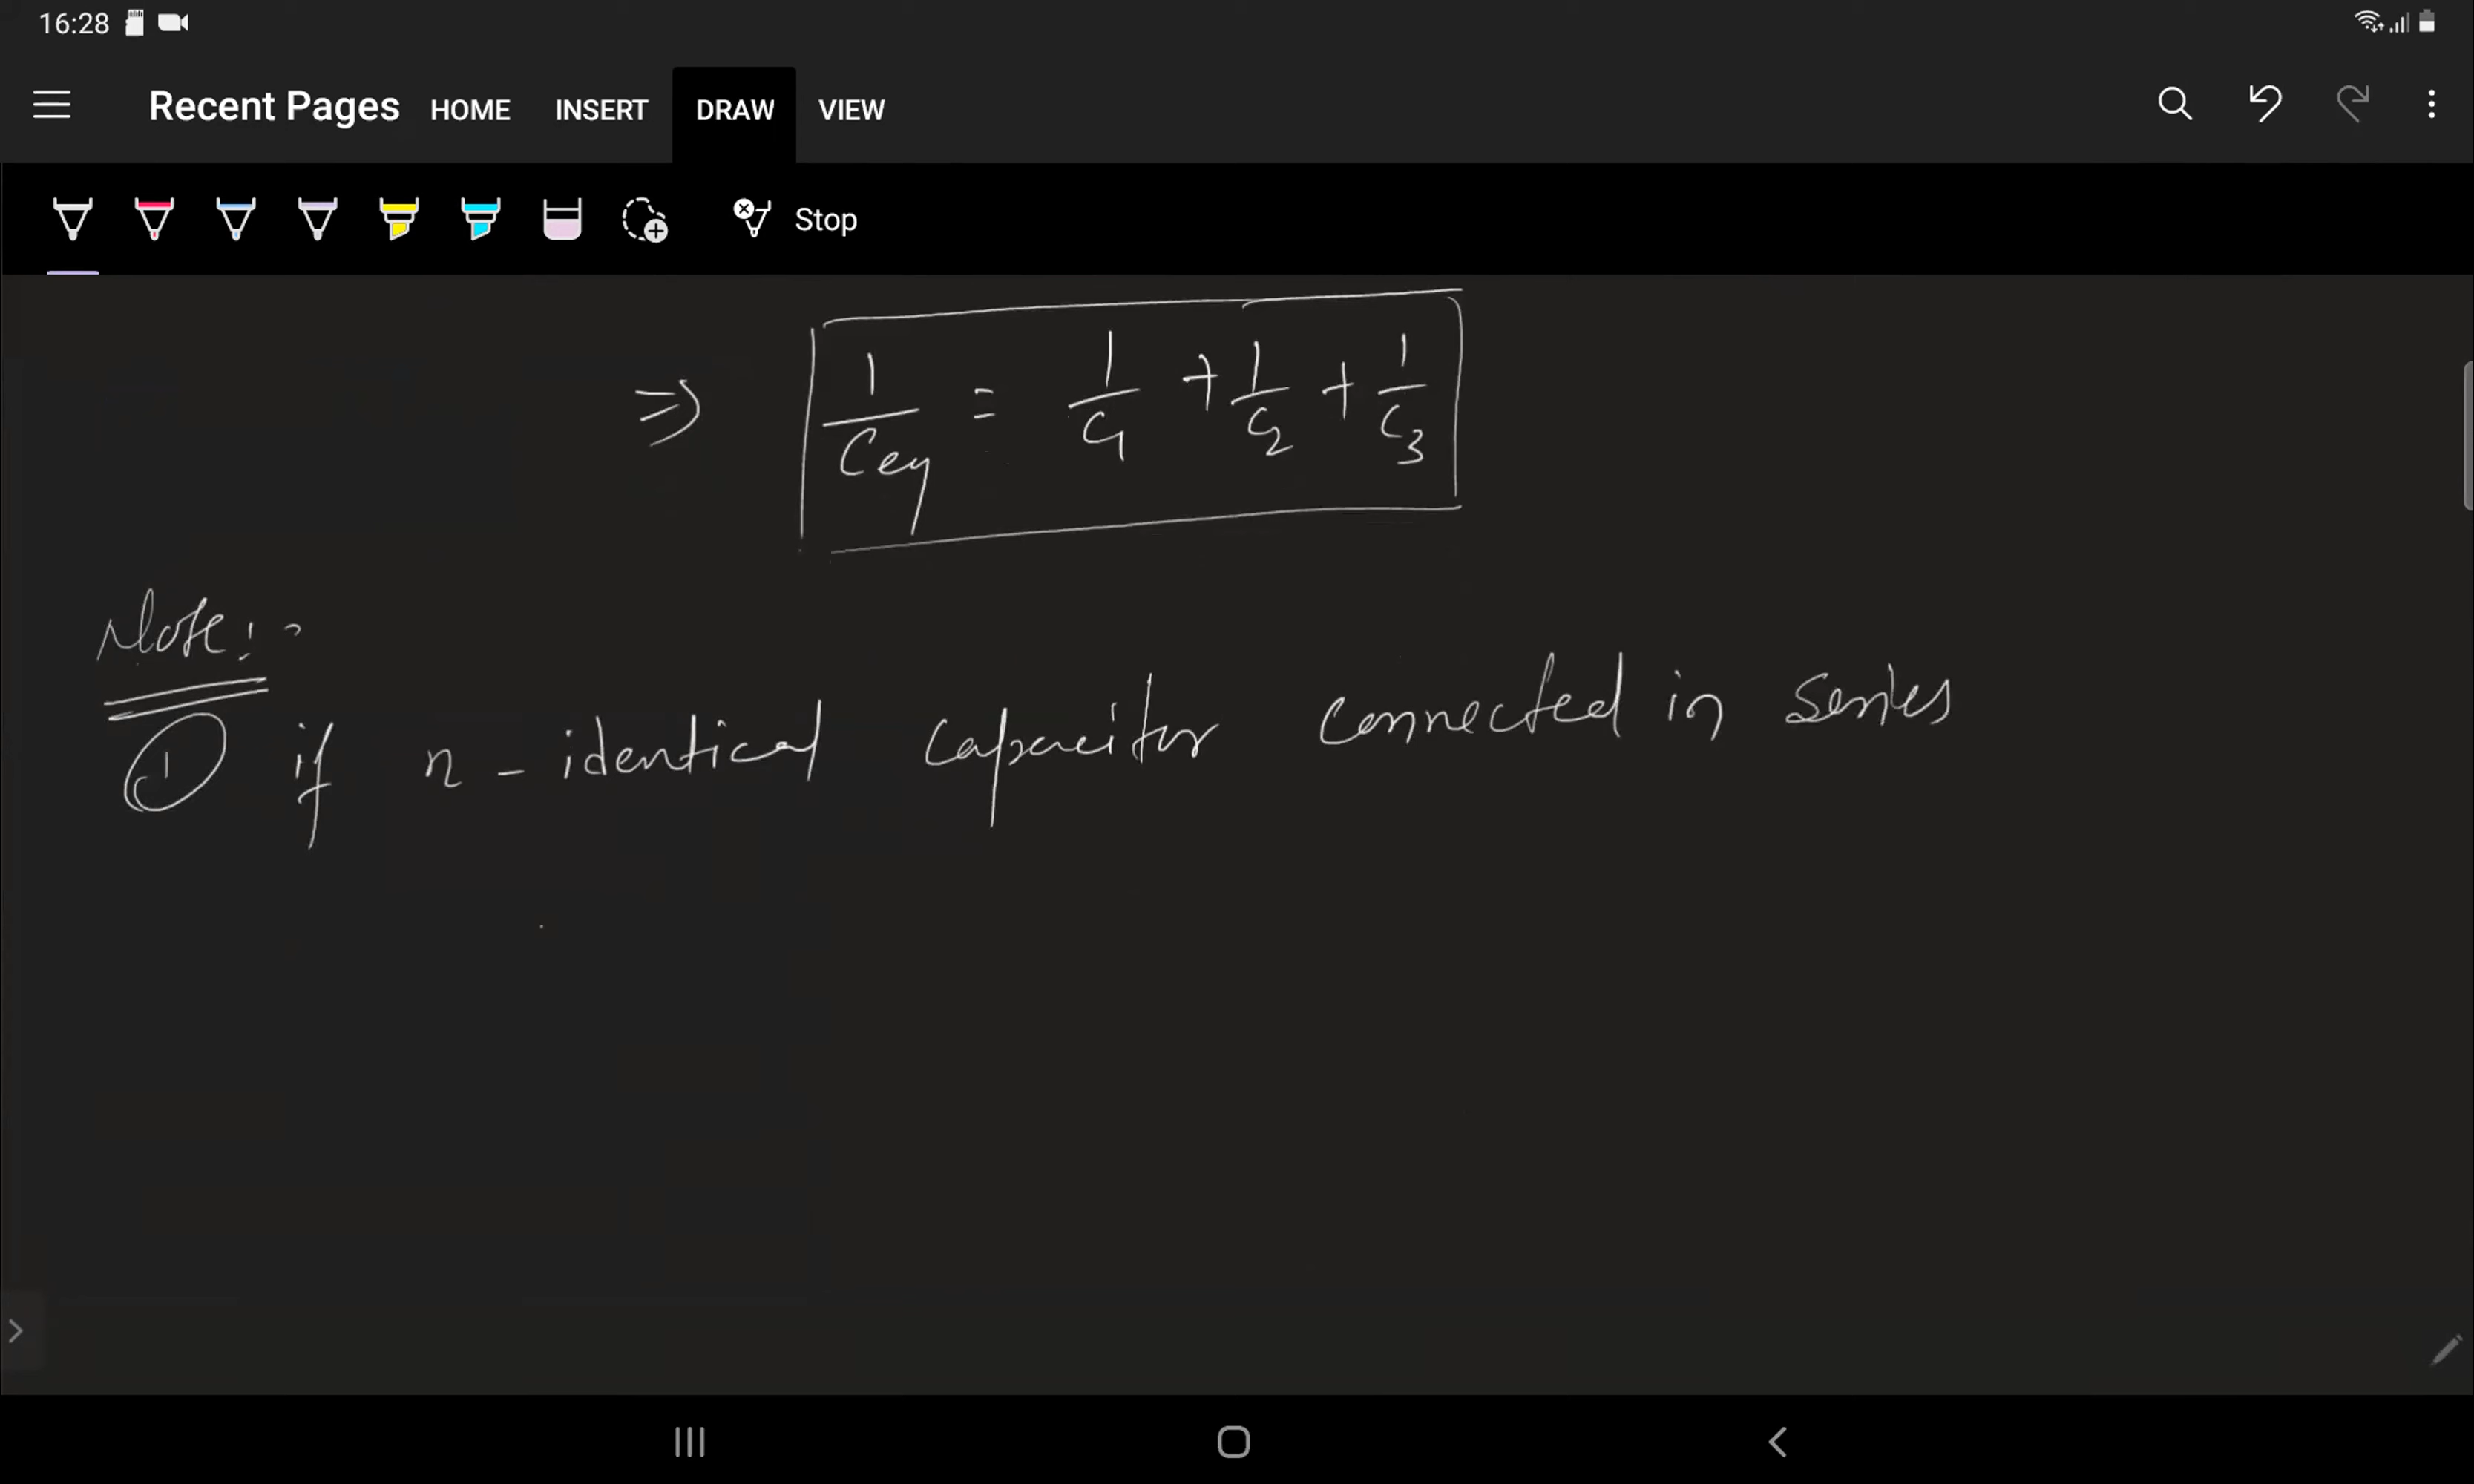 16:28
Recent Pages HOME INSERT DRAW VIEW
Stop
⇒ 1/Ceq = 1/C1 + 1/C2 + 1/C3
Note:-
① if n - identical capacitor connected in series